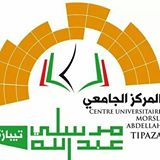 المركز الجامعي
CENTRE UNIVERSITAIRE
MORSLI
ABDELLAH
TIPAZA
مرسلي
عبد الله
تيبازة